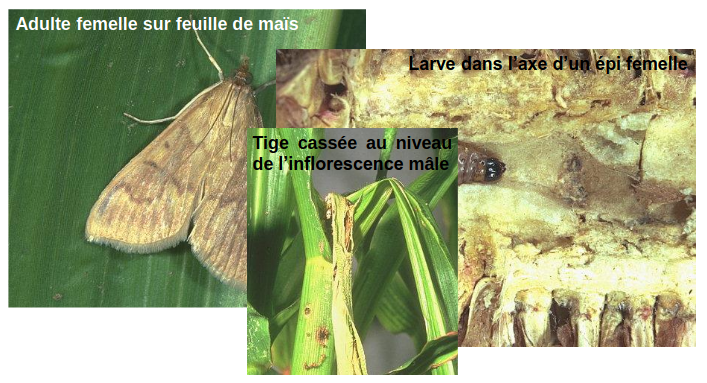 Adulte femelle sur feuille de maïs
Larve dans l'axe d'un épi femelle
Tige cassée au niveau
de l'inflorescence mâle